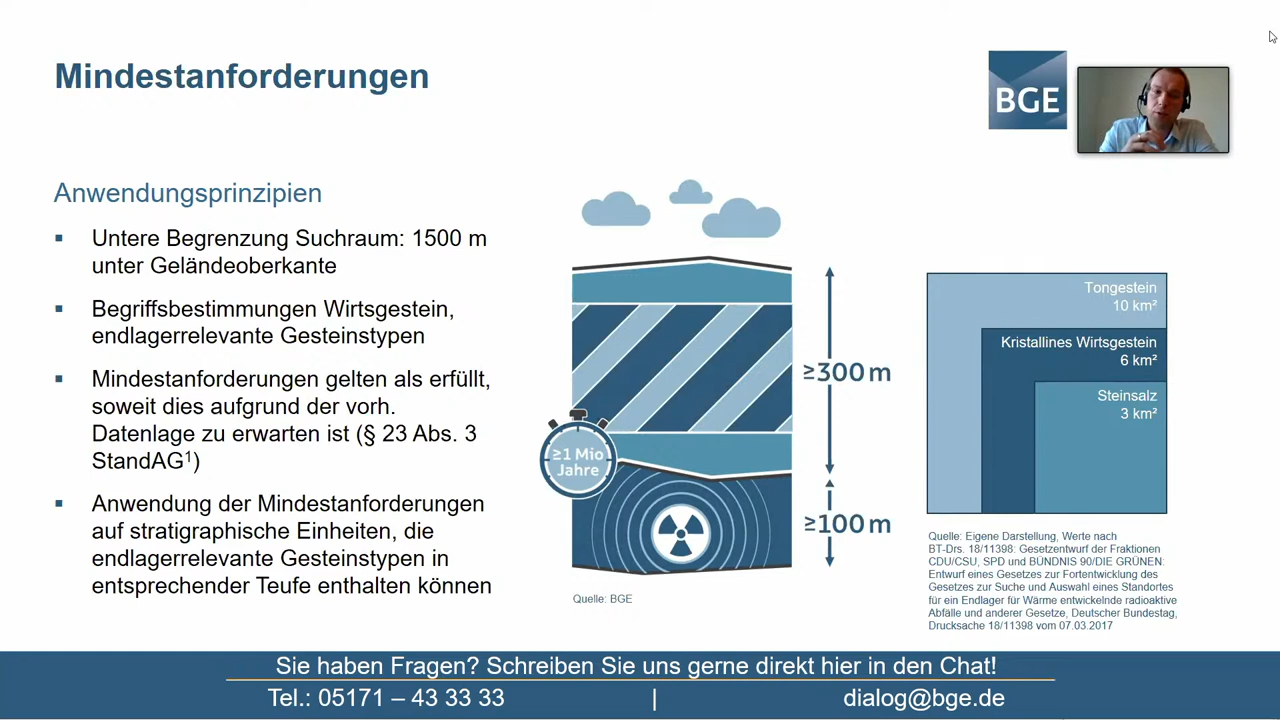 Mindestanforderungen
BGE
Anwendungsprinzipien
▪ Untere Begrenzung Suchraum: 1500 m
unter Geländeoberkante
▪ Begriffsbestimmungen Wirtsgestein,
endlagerrelevante Gesteinstypen
▪ Mindestanforderungen gelten als erfüllt,
soweit dies aufgrund der vorh.
Datenlage zu erwarten ist (§ 23 Abs. 3
StandAG¹)
▪ Anwendung der Mindestanforderungen
auf stratigraphische Einheiten, die
endlagerrelevante Gesteinstypen in
entsprechender Teufe enthalten können
≥1 Mio
Jahre
≥300 m
≥100 m
Quelle: BGE
Tongestein
10 km²
Kristallines Wirtsgestein
6 km²
Steinsalz
3 km²
Quelle: Eigene Darstellung, Werte nach
BT-Drs. 18/11398: Gesetzentwurf der Fraktionen
CDU/CSU, SPD und BÜNDNIS 90/DIE GRÜNEN:
Entwurf eines Gesetzes zur Fortentwicklung des
Gesetzes zur Suche und Auswahl eines Standortes
für ein Endlager für Wärme entwickelnde radioaktive
Abfälle und anderer Gesetze, Deutscher Bundestag,
Drucksache 18/11398 vom 07.03.2017
Sie haben Fragen? Schreiben Sie uns gerne direkt hier in den Chat!
Tel.: 05171 – 43 33 33 | dialog@bge.de